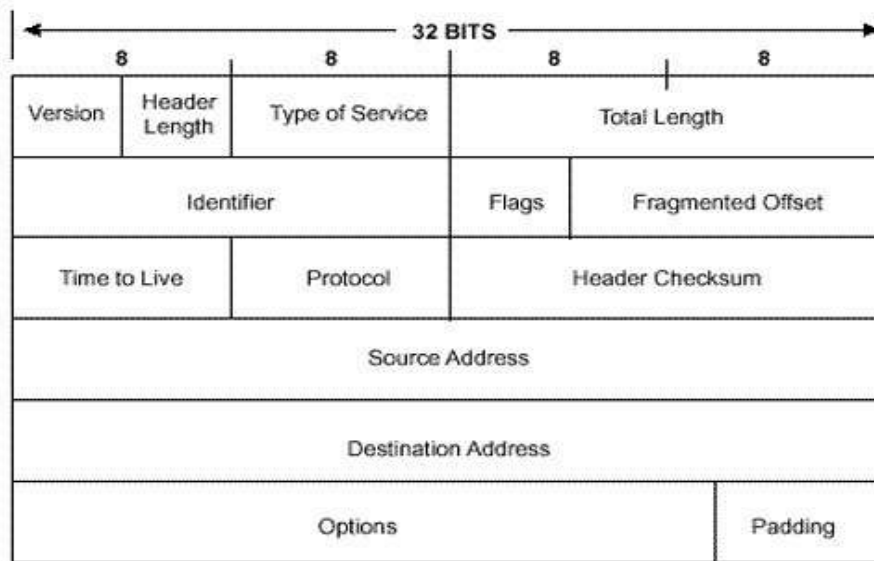 32 BITS
8 8 8 8
Version Header Length Type of Service Total Length
Identifier Flags Fragmented Offset
Time to Live Protocol Header Checksum
Source Address
Destination Address
Options Padding